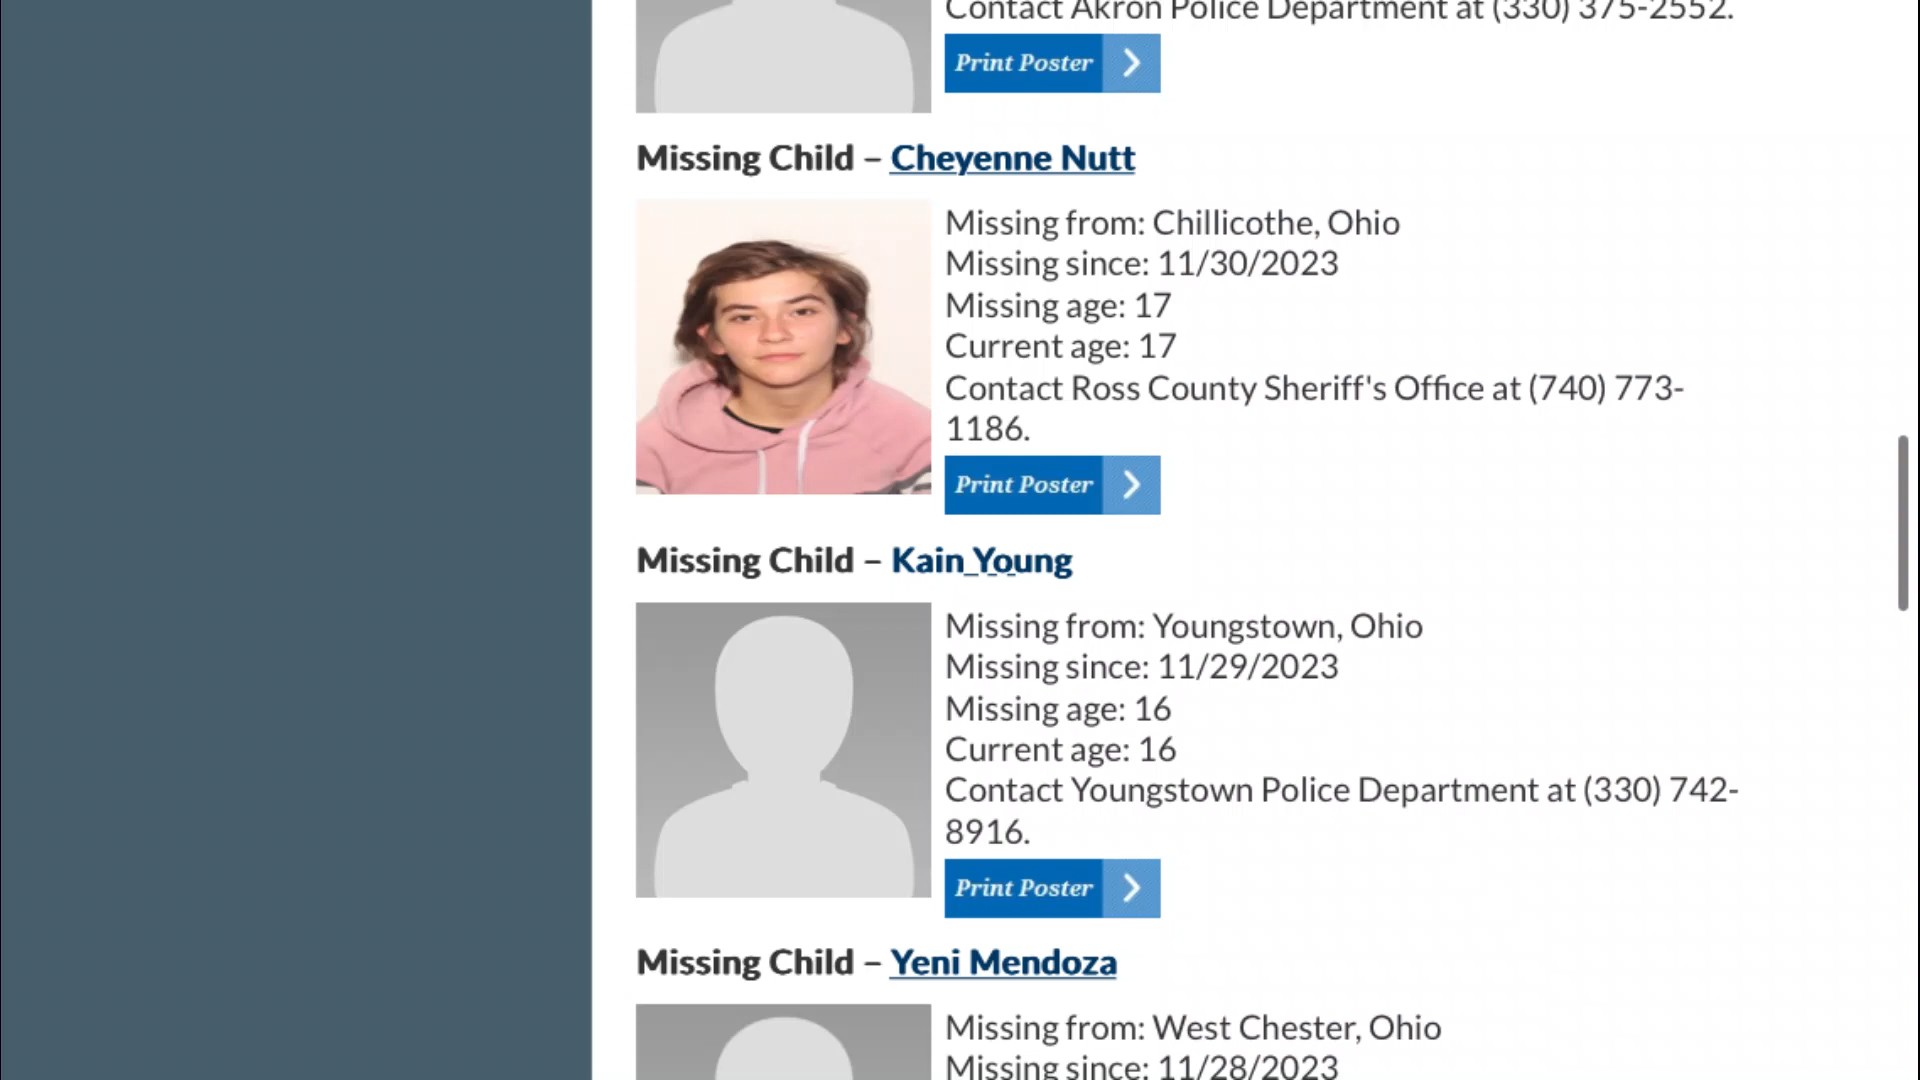 Contact Akron Police Department at (330) 375-2552.
Print Poster
Missing Child – Cheyenne Nutt
Missing from: Chillicothe, Ohio
Missing since: 11/30/2023
Missing age: 17
Current age: 17
Contact Ross County Sheriff's Office at (740) 773-
1186.
Print Poster
Missing Child – Kain Young
Missing from: Youngstown, Ohio
Missing since: 11/29/2023
Missing age: 16
Current age: 16
Contact Youngstown Police Department at (330) 742-
8916.
Print Poster
Missing Child – Yeni Mendoza
Missing from: West Chester, Ohio
Missing since: 11/28/2023